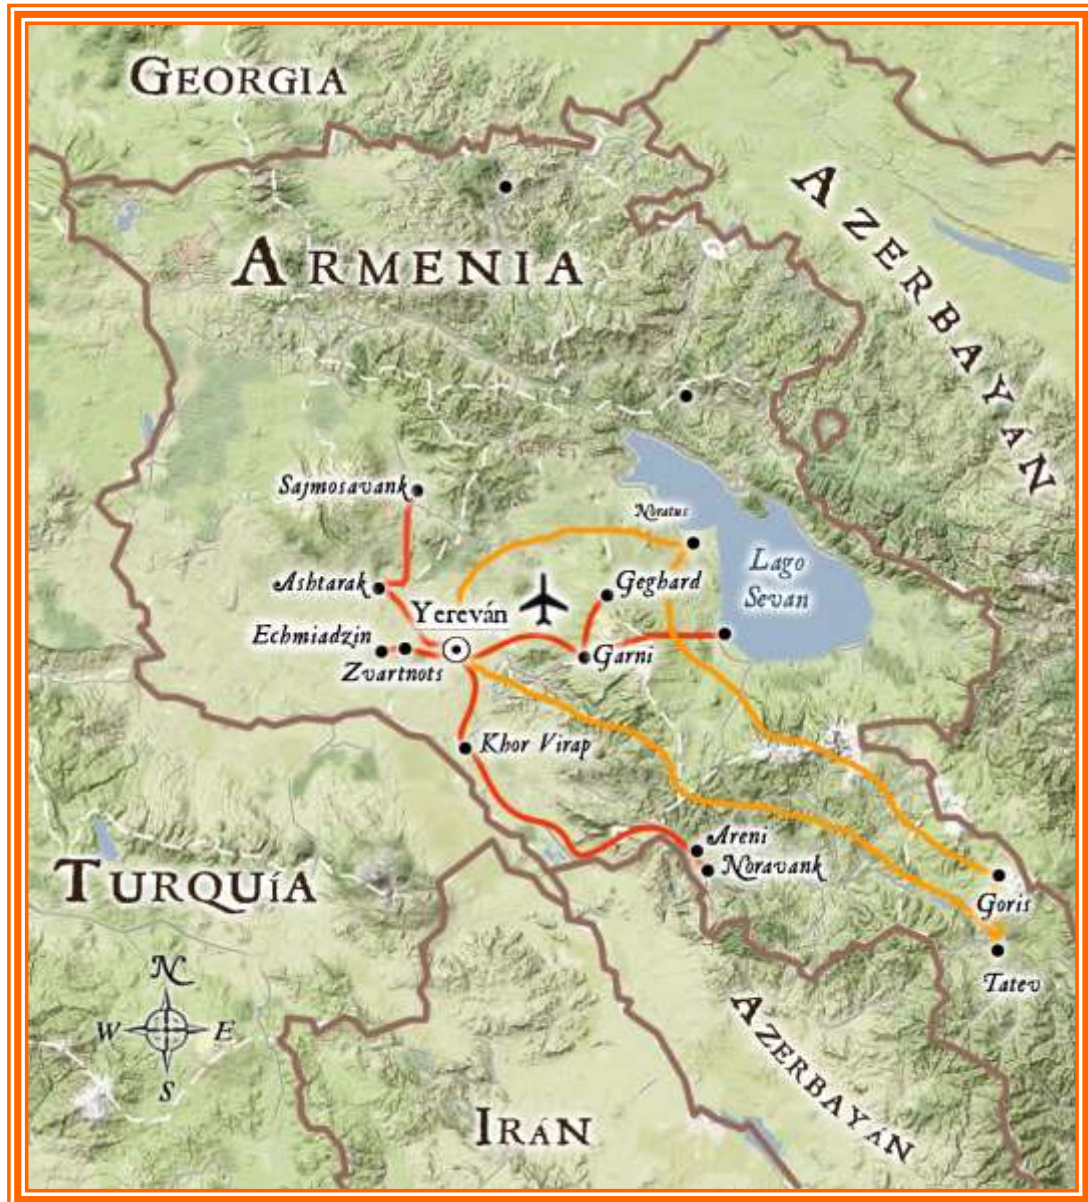 GEORGIA
AZERBAYÁN
ARMENIA
Sajmosavank
Noratus
Lago
Sevan
Ashtarak
Geghard
Yereván
Echmiadzin
Zvartnots
Garni
Khor Virap
Areni
Noravank
TURQUÍA
Goris
Tatev
N
W
E
S
AZERBAYÁN
IRÁN